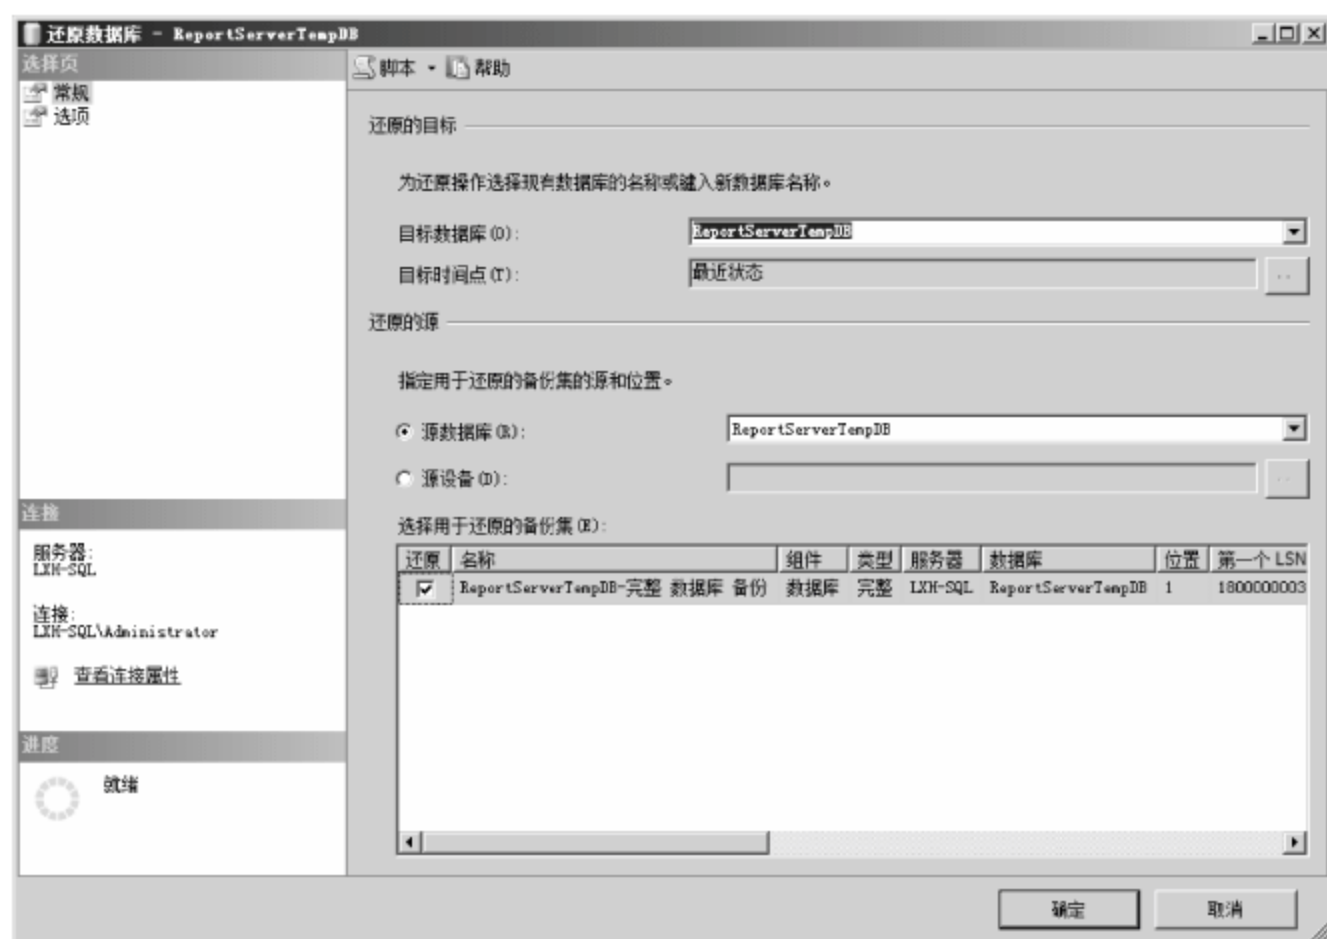 还原数据库 - ReportServerTempDB
选择页
常规
选项
脚本
帮助
还原的目标
为还原操作选择现有数据库的名称或键入新数据库名称。
目标数据库(O): ReportServerTempDB
目标时间点(T): 最近状态
..
还原的源
指定用于还原的备份集的源和位置。
源数据库(R): ReportServerTempDB
源设备(D):
选择用于还原的备份集(E):
还原 名称 组件 类型 服务器 数据库 位置 第一个 LSN
ReportServerTempDB-完整 数据库 备份 数据库 完整 LXH-SQL ReportServerTempDB 1 1800000003
连接
服务器:
LXH-SQL
连接:
LXH-SQL\Administrator
查看连接属性
进度
就绪
确定
取消